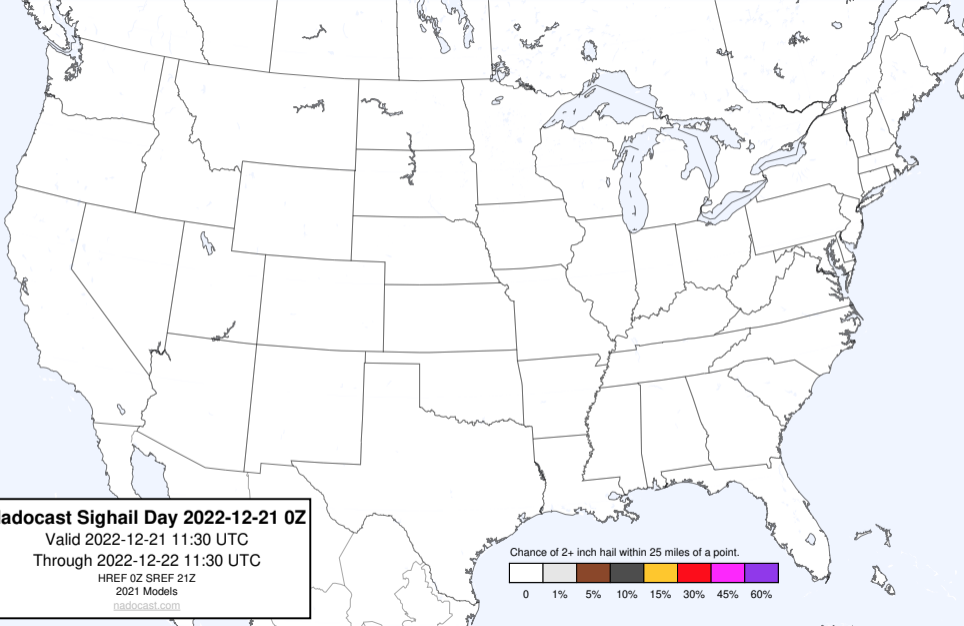 adocast Sighail Day 2022-12-21 0Z
Valid 2022-12-21 11:30 UTC
Through 2022-12-22 11:30 UTC
HREF 0Z SREF 21Z
2021 Models
nadocast.com
Chance of 2+ inch hail within 25 miles of a point.
0 1% 5% 10% 15% 30% 45% 60%